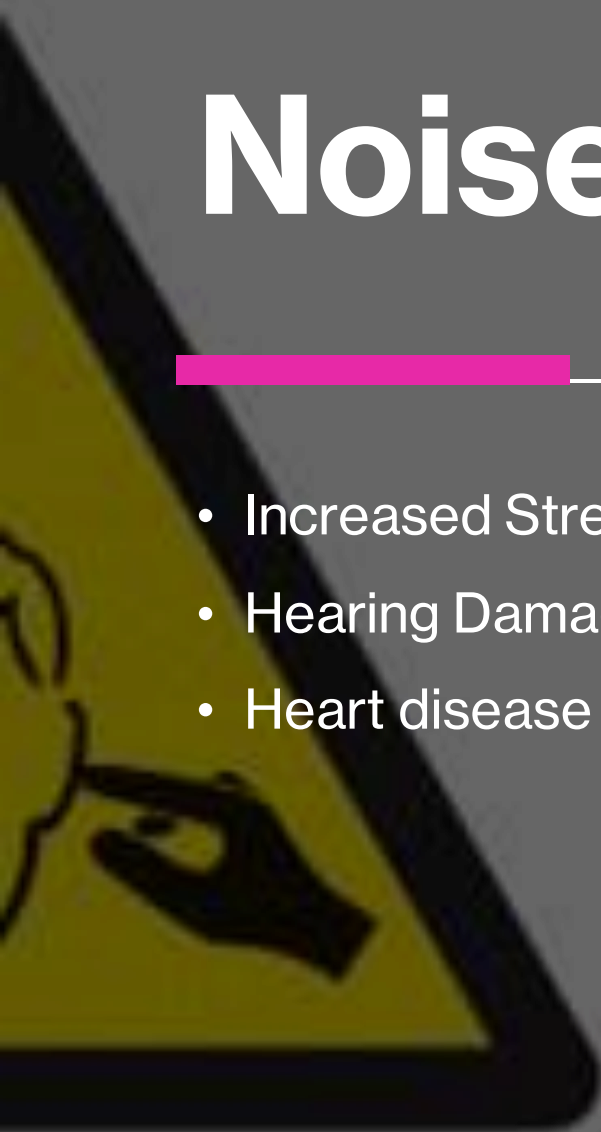 Noise
• Increased Stre
• Hearing Dama
• Heart disease